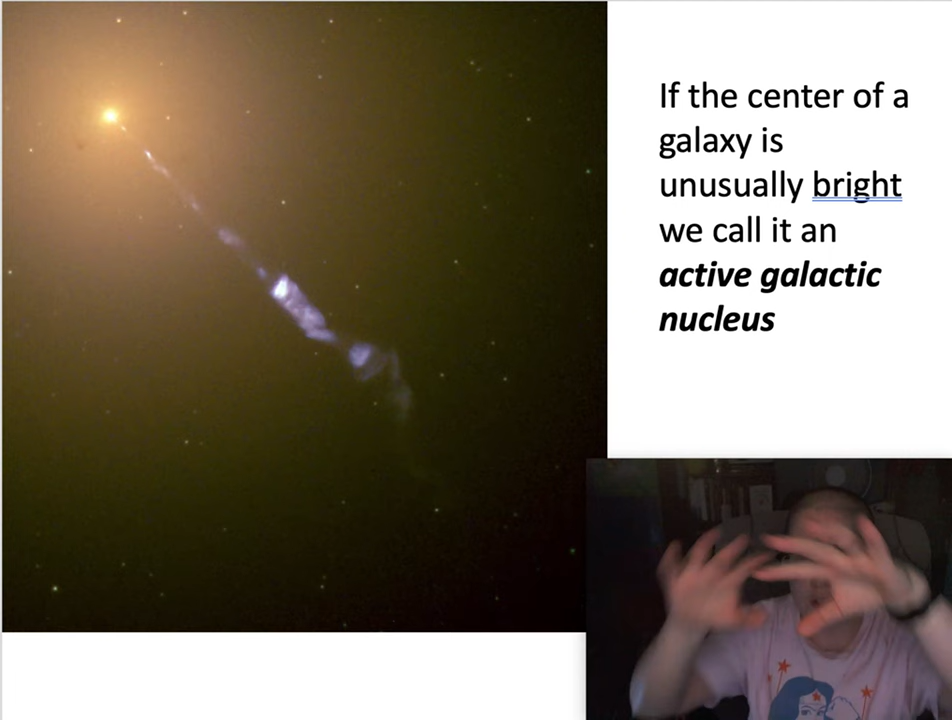 If the center of a
galaxy is
unusually bright
we call it an
active galactic
nucleus